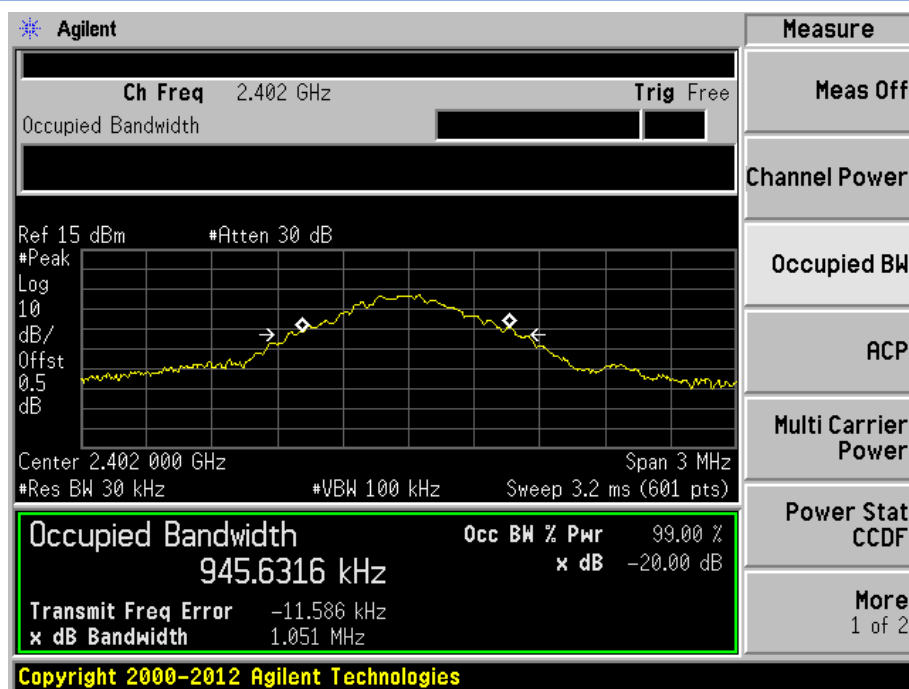 Agilent
Measure
Ch Freq 2.402 GHz Trig Free
Occupied Bandwidth
Meas Off
Channel Power
Ref 15 dBm #Atten 30 dB
#Peak
Log
10
dB/
Offst
0.5
dB
Occupied BW
ACP
Multi Carrier
Power
Center 2.402 000 GHz Span 3 MHz
#Res BW 30 kHz #VBW 100 kHz Sweep 3.2 ms (601 pts)
Occupied Bandwidth
945.6316 kHz
Occ BW % Pwr 99.00 %
x dB -20.00 dB
Transmit Freq Error -11.586 kHz
x dB Bandwidth 1.051 MHz
Power Stat
CCDF
More
1 of 2
Copyright 2000-2012 Agilent Technologies